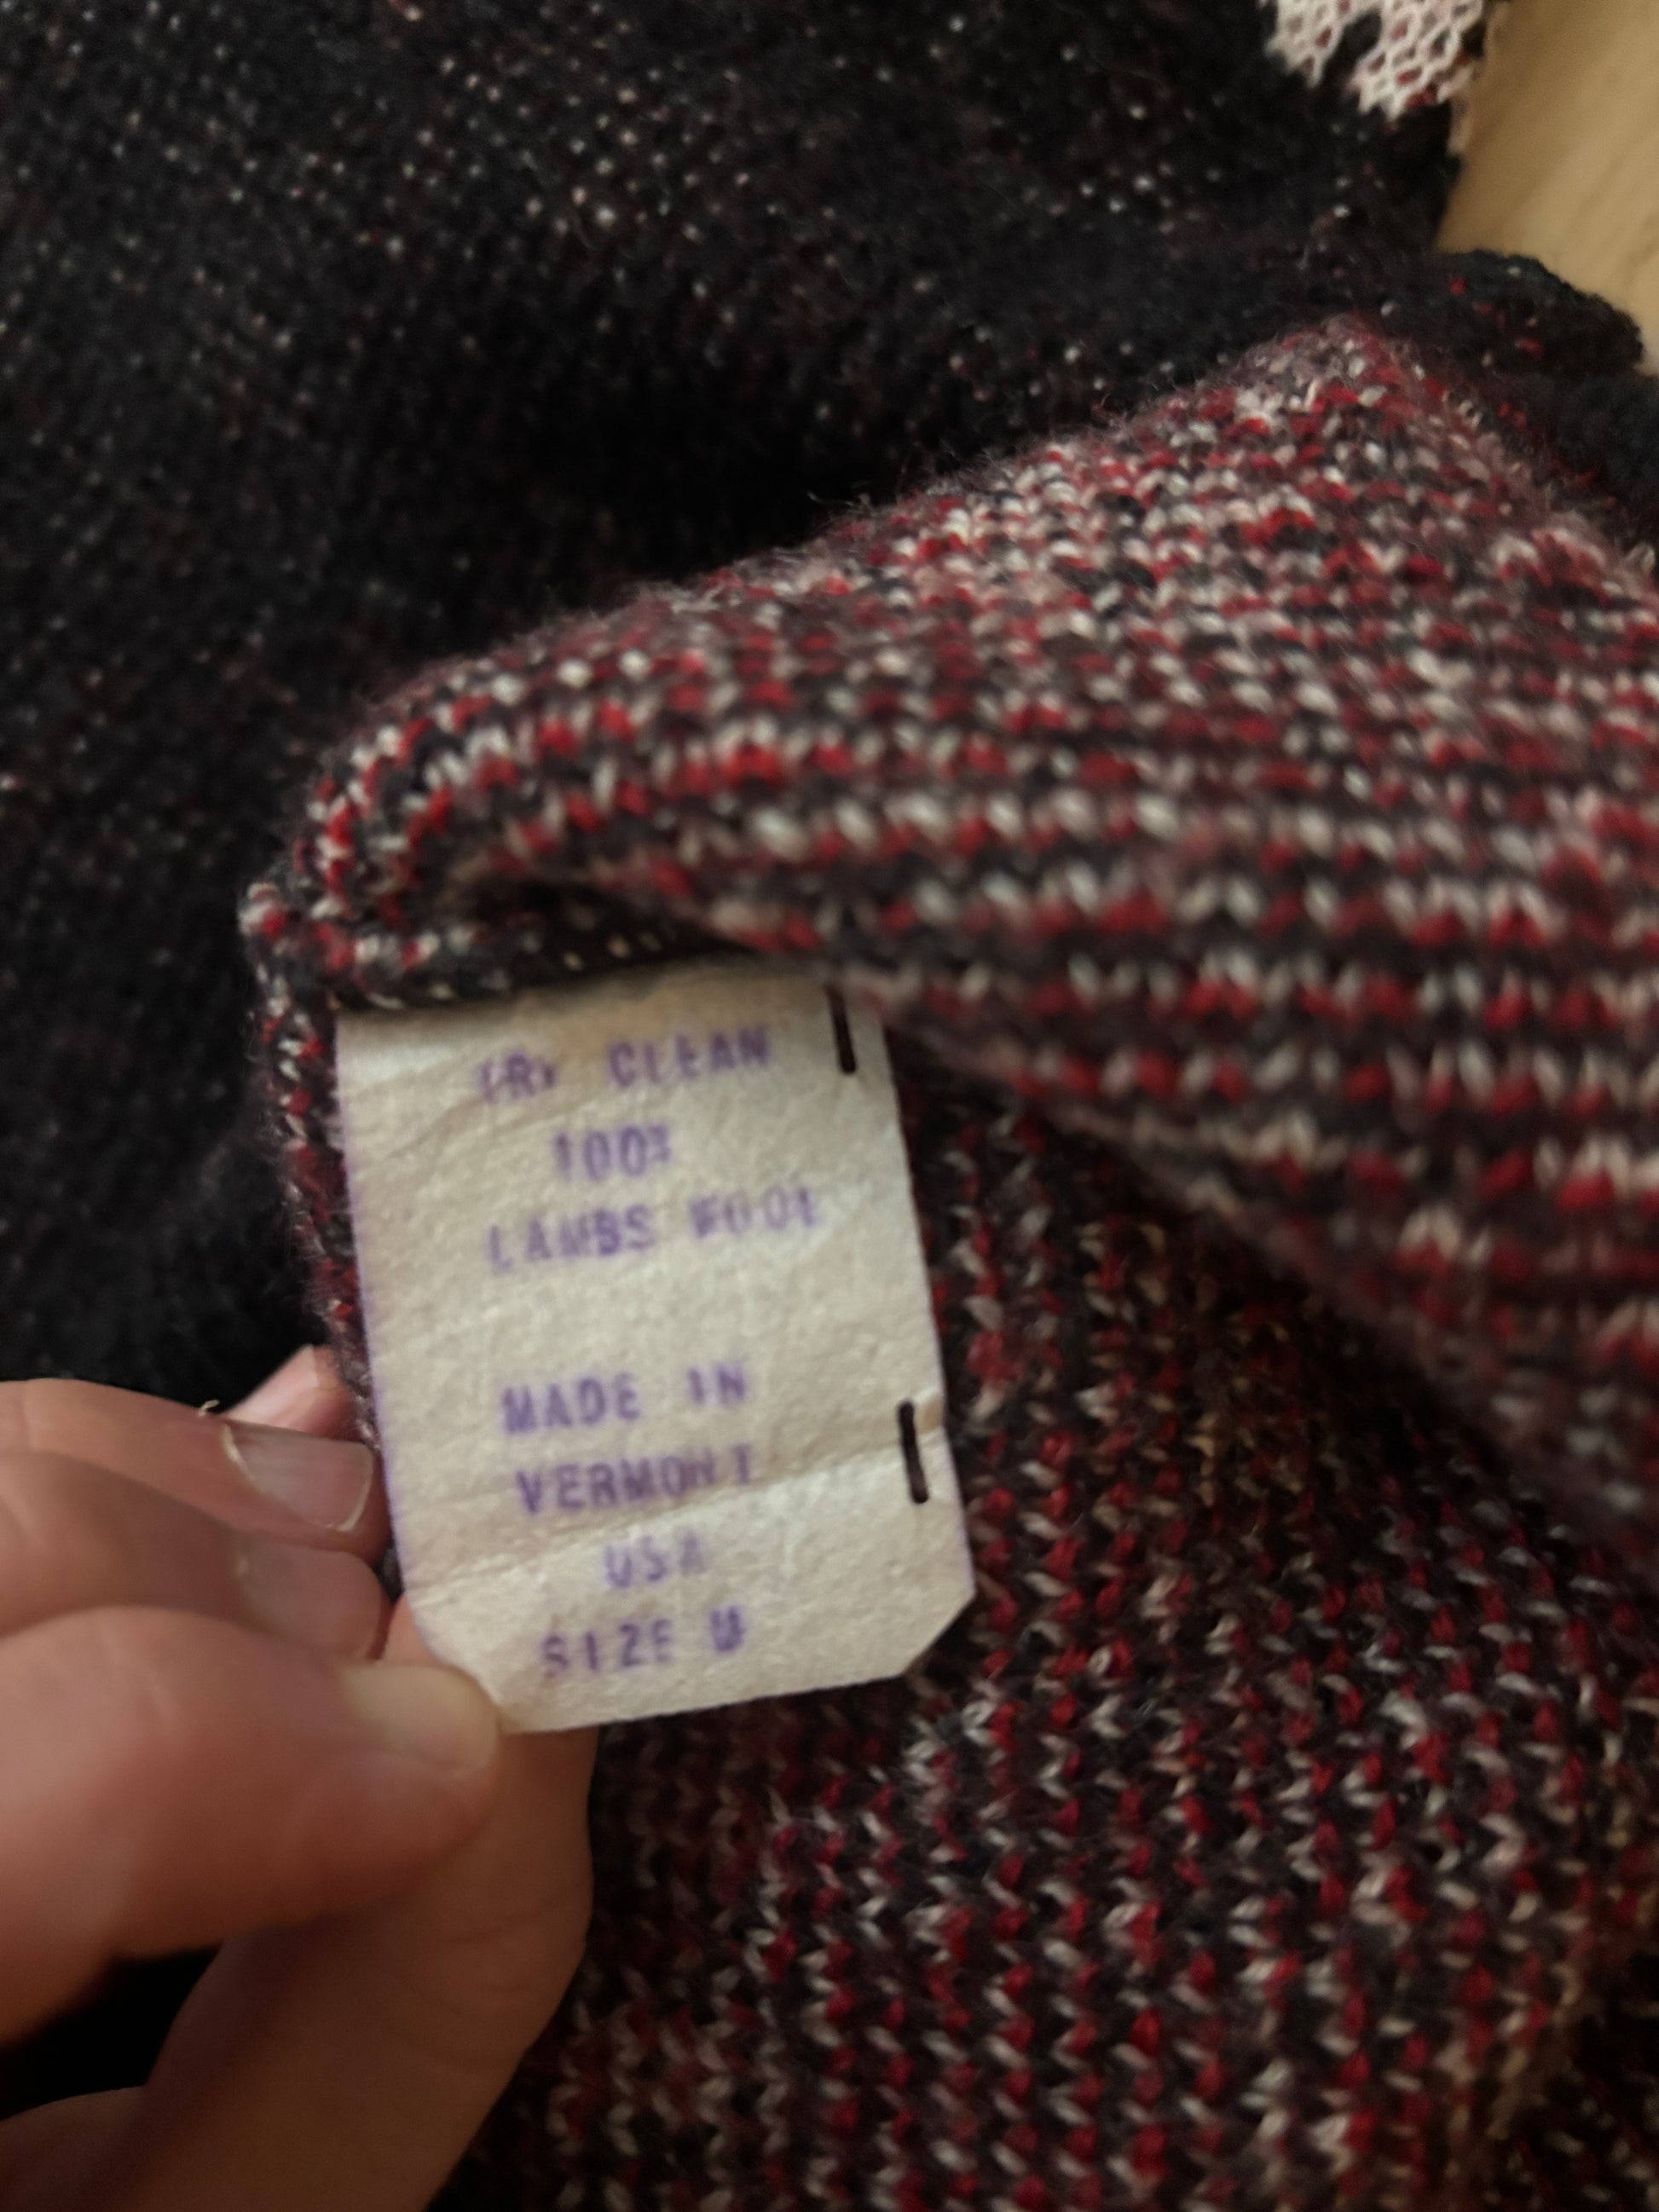 DRY CLEAN
100%
LAMBS WOOL
MADE IN
VERMONT
USA
SIZE M